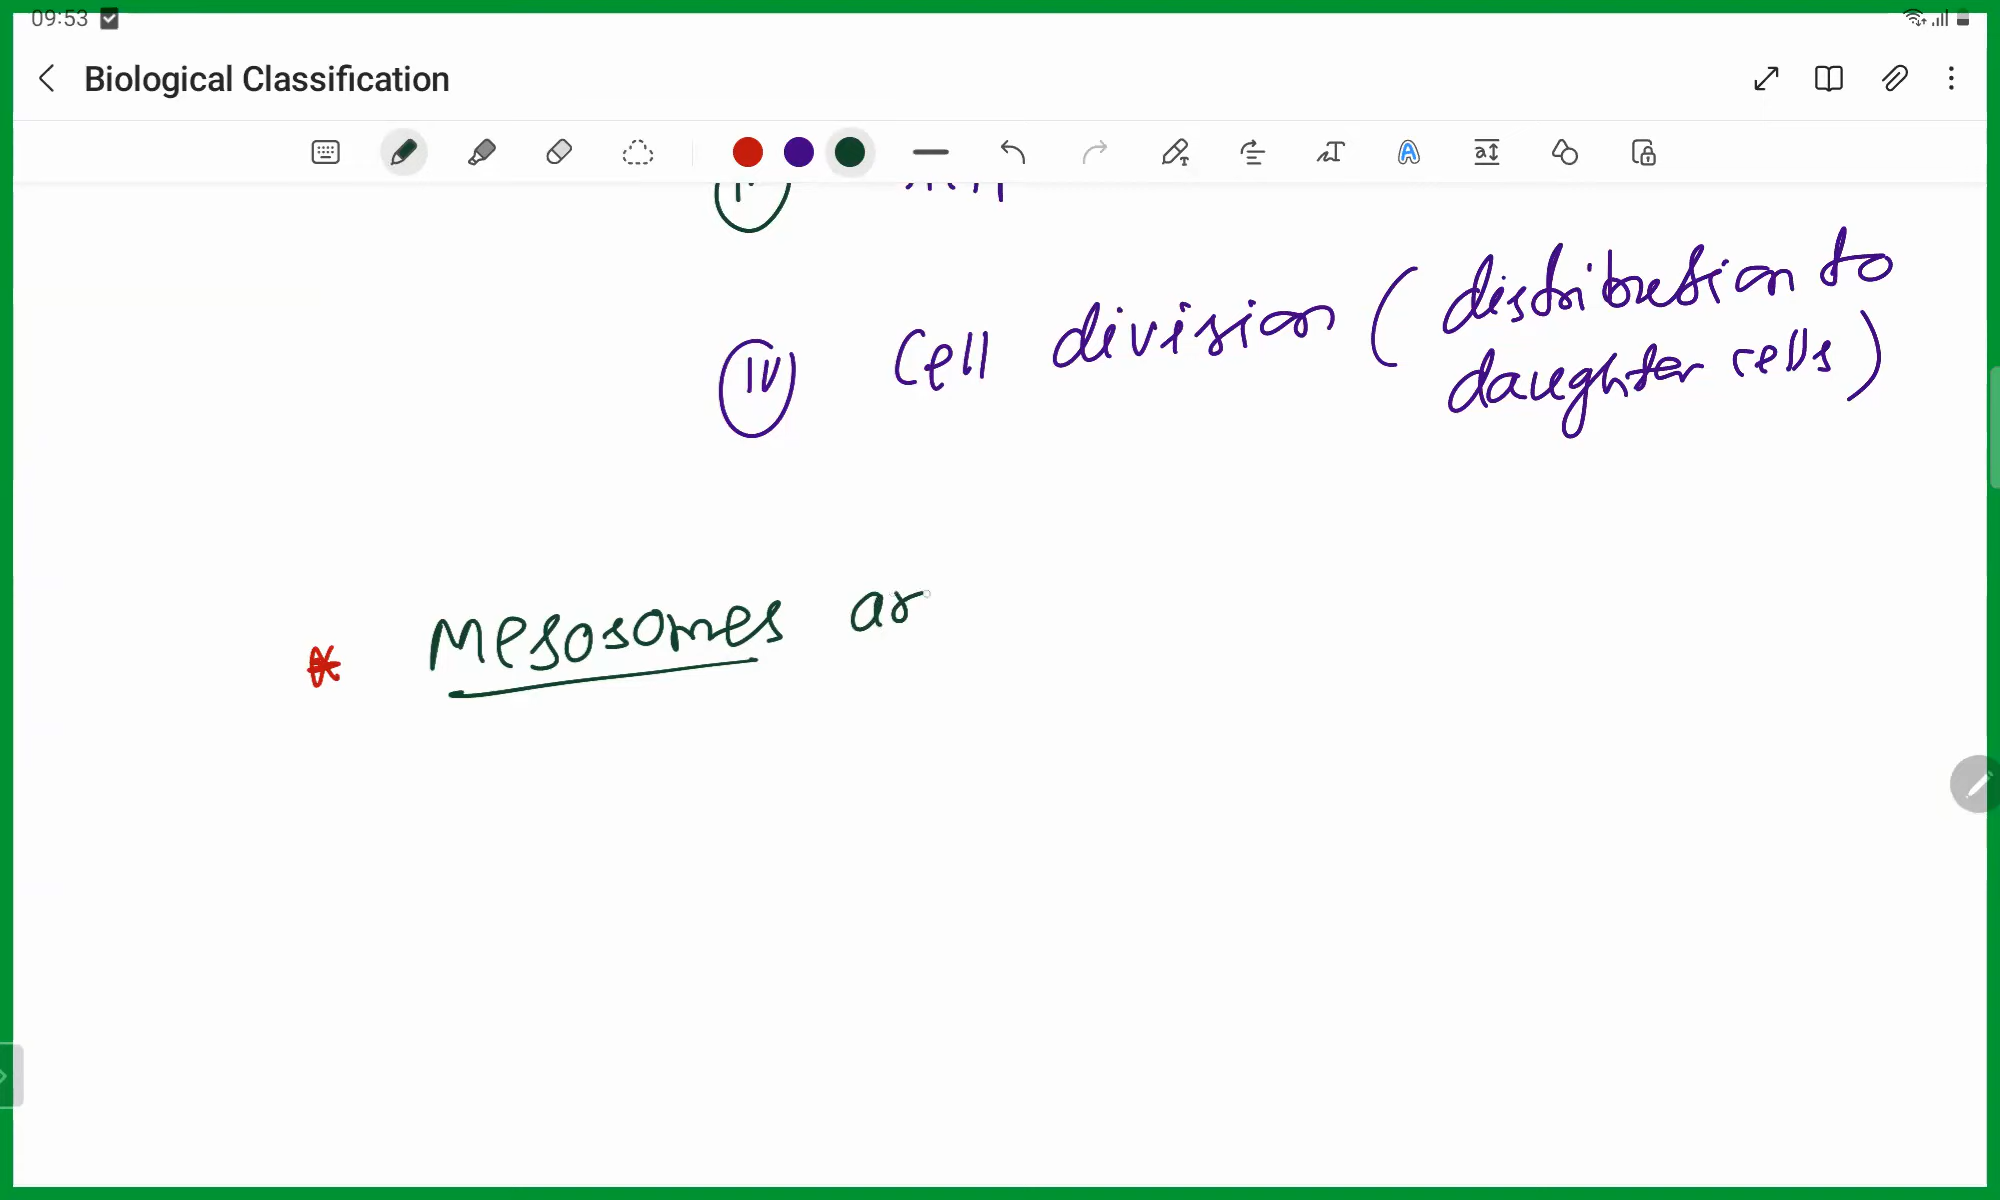 09:53
Biological Classification
IV Cell division ( distribution to
daughter cells )
* Mesosomes ar